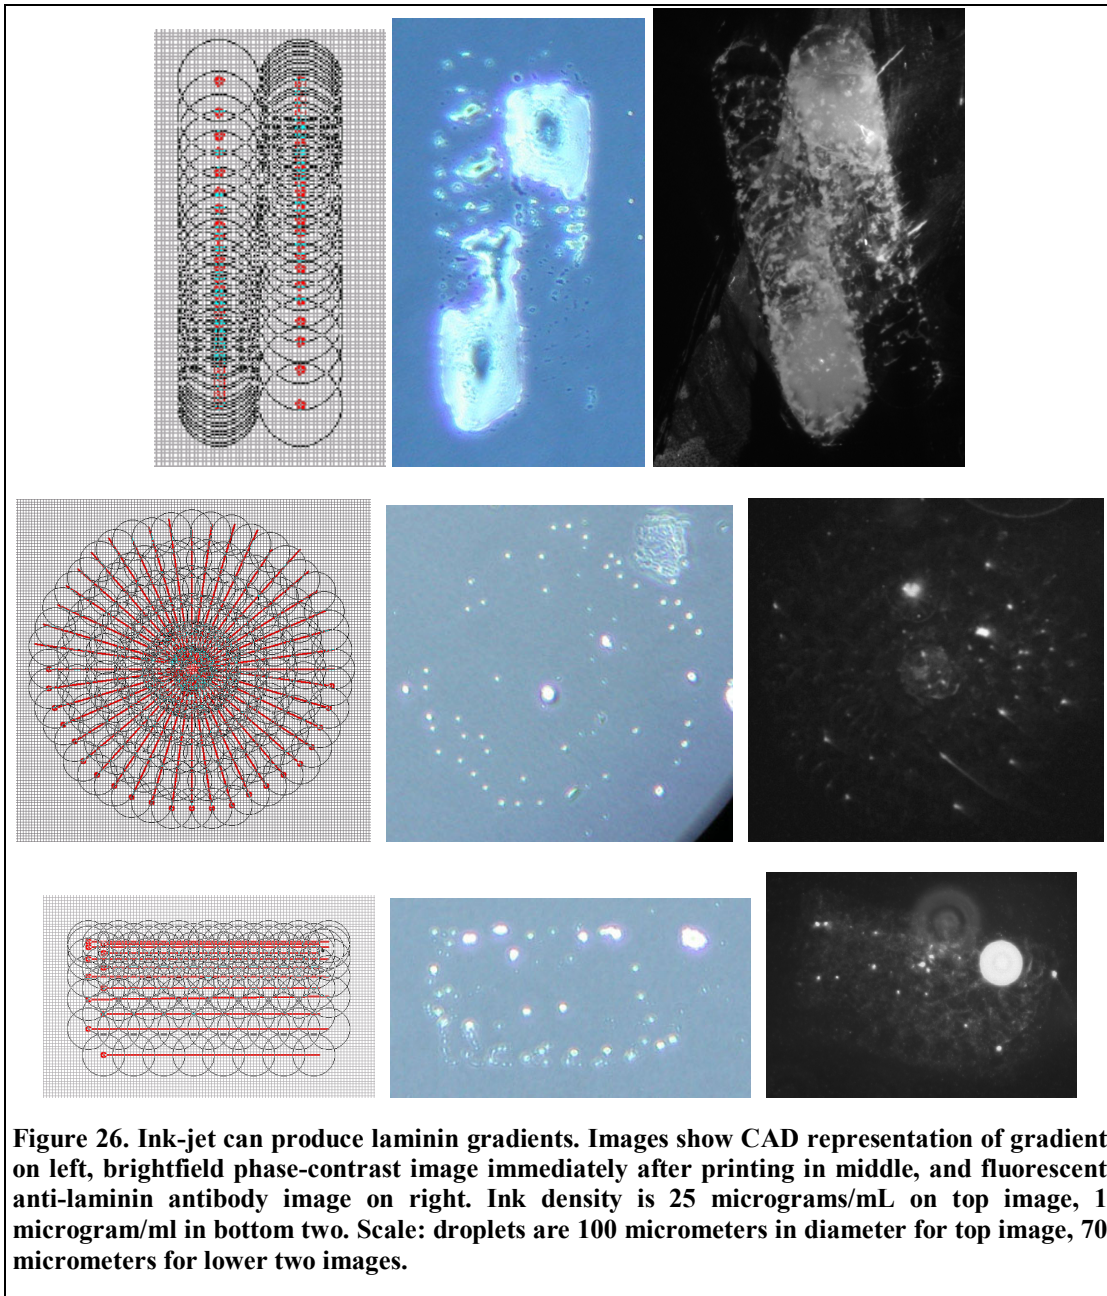 Figure 26. Ink-jet can produce laminin gradients. Images show CAD representation of gradient
on left, brightfield phase-contrast image immediately after printing in middle, and fluorescent
anti-laminin antibody image on right. Ink density is 25 micrograms/mL on top image, 1
microgram/ml in bottom two. Scale: droplets are 100 micrometers in diameter for top image, 70
micrometers for lower two images.